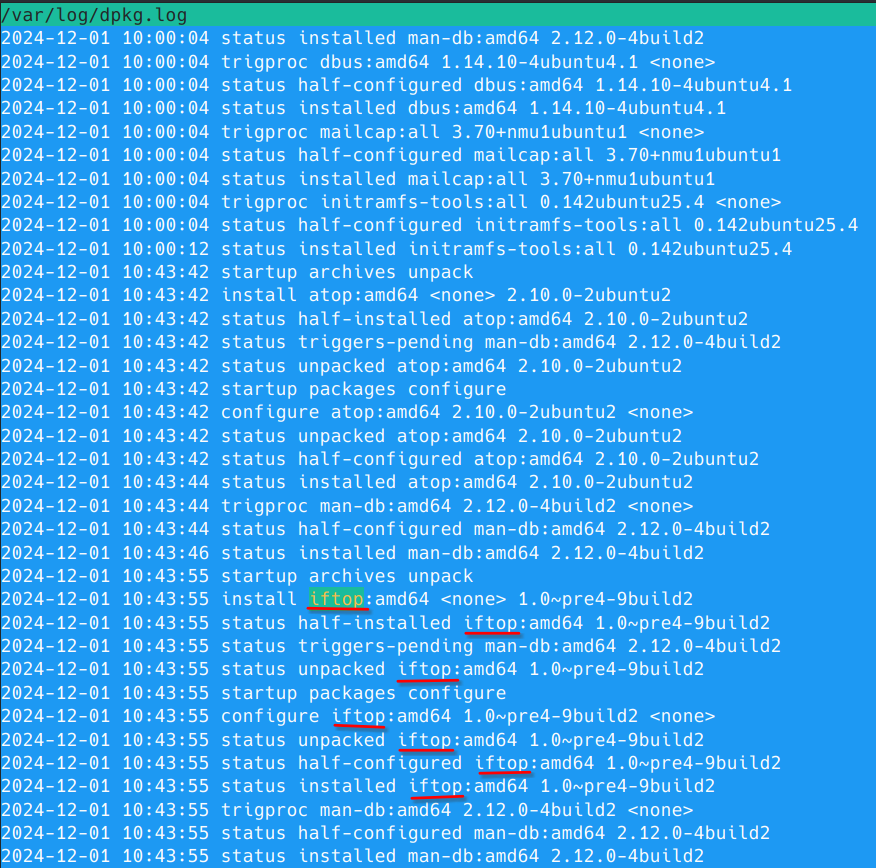 /var/log/dpkg.log
2024-12-01 10:00:04 status installed man-db:amd64 2.12.0-4build2
2024-12-01 10:00:04 trigproc dbus:amd64 1.14.10-4ubuntu4.1 <none>
2024-12-01 10:00:04 status half-configured dbus:amd64 1.14.10-4ubuntu4.1
2024-12-01 10:00:04 status installed dbus:amd64 1.14.10-4ubuntu4.1
2024-12-01 10:00:04 trigproc mailcap:all 3.70+nmu1ubuntu1 <none>
2024-12-01 10:00:04 status half-configured mailcap:all 3.70+nmu1ubuntu1
2024-12-01 10:00:04 status installed mailcap:all 3.70+nmu1ubuntu1
2024-12-01 10:00:04 trigproc initramfs-tools:all 0.142ubuntu25.4 <none>
2024-12-01 10:00:04 status half-configured initramfs-tools:all 0.142ubuntu25.4
2024-12-01 10:00:12 status installed initramfs-tools:all 0.142ubuntu25.4
2024-12-01 10:43:42 startup archives unpack
2024-12-01 10:43:42 install atop:amd64 <none> 2.10.0-2ubuntu2
2024-12-01 10:43:42 status half-installed atop:amd64 2.10.0-2ubuntu2
2024-12-01 10:43:42 status triggers-pending man-db:amd64 2.12.0-4build2
2024-12-01 10:43:42 status unpacked atop:amd64 2.10.0-2ubuntu2
2024-12-01 10:43:42 startup packages configure
2024-12-01 10:43:42 configure atop:amd64 2.10.0-2ubuntu2 <none>
2024-12-01 10:43:42 status unpacked atop:amd64 2.10.0-2ubuntu2
2024-12-01 10:43:42 status half-configured atop:amd64 2.10.0-2ubuntu2
2024-12-01 10:43:44 status installed atop:amd64 2.10.0-2ubuntu2
2024-12-01 10:43:44 trigproc man-db:amd64 2.12.0-4build2 <none>
2024-12-01 10:43:44 status half-configured man-db:amd64 2.12.0-4build2
2024-12-01 10:43:46 status installed man-db:amd64 2.12.0-4build2
2024-12-01 10:43:55 startup archives unpack
2024-12-01 10:43:55 install iftop:amd64 <none> 1.0~pre4-9build2
2024-12-01 10:43:55 status half-installed iftop:amd64 1.0~pre4-9build2
2024-12-01 10:43:55 status triggers-pending man-db:amd64 2.12.0-4build2
2024-12-01 10:43:55 status unpacked iftop:amd64 1.0~pre4-9build2
2024-12-01 10:43:55 startup packages configure
2024-12-01 10:43:55 configure iftop:amd64 1.0~pre4-9build2 <none>
2024-12-01 10:43:55 status unpacked iftop:amd64 1.0~pre4-9build2
2024-12-01 10:43:55 status half-configured iftop:amd64 1.0~pre4-9build2
2024-12-01 10:43:55 status installed iftop:amd64 1.0~pre4-9build2
2024-12-01 10:43:55 trigproc man-db:amd64 2.12.0-4build2 <none>
2024-12-01 10:43:55 status half-configured man-db:amd64 2.12.0-4build2
2024-12-01 10:43:55 status installed man-db:amd64 2.12.0-4build2